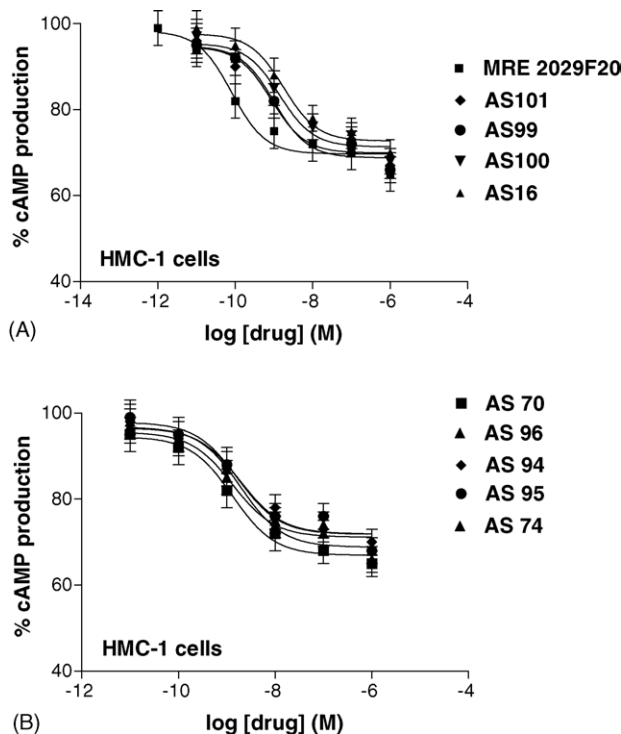 100
80
60
40
% cAMP production
HMC-1 cells
-14 -12 -10 -8 -6 -4
log [drug] (M)
(A)
MRE 2029F20
AS101
AS99
AS100
AS16
100
80
60
40
% cAMP production
HMC-1 cells
-12 -10 -8 -6 -4
log [drug] (M)
(B)
AS 70
AS 96
AS 94
AS 95
AS 74